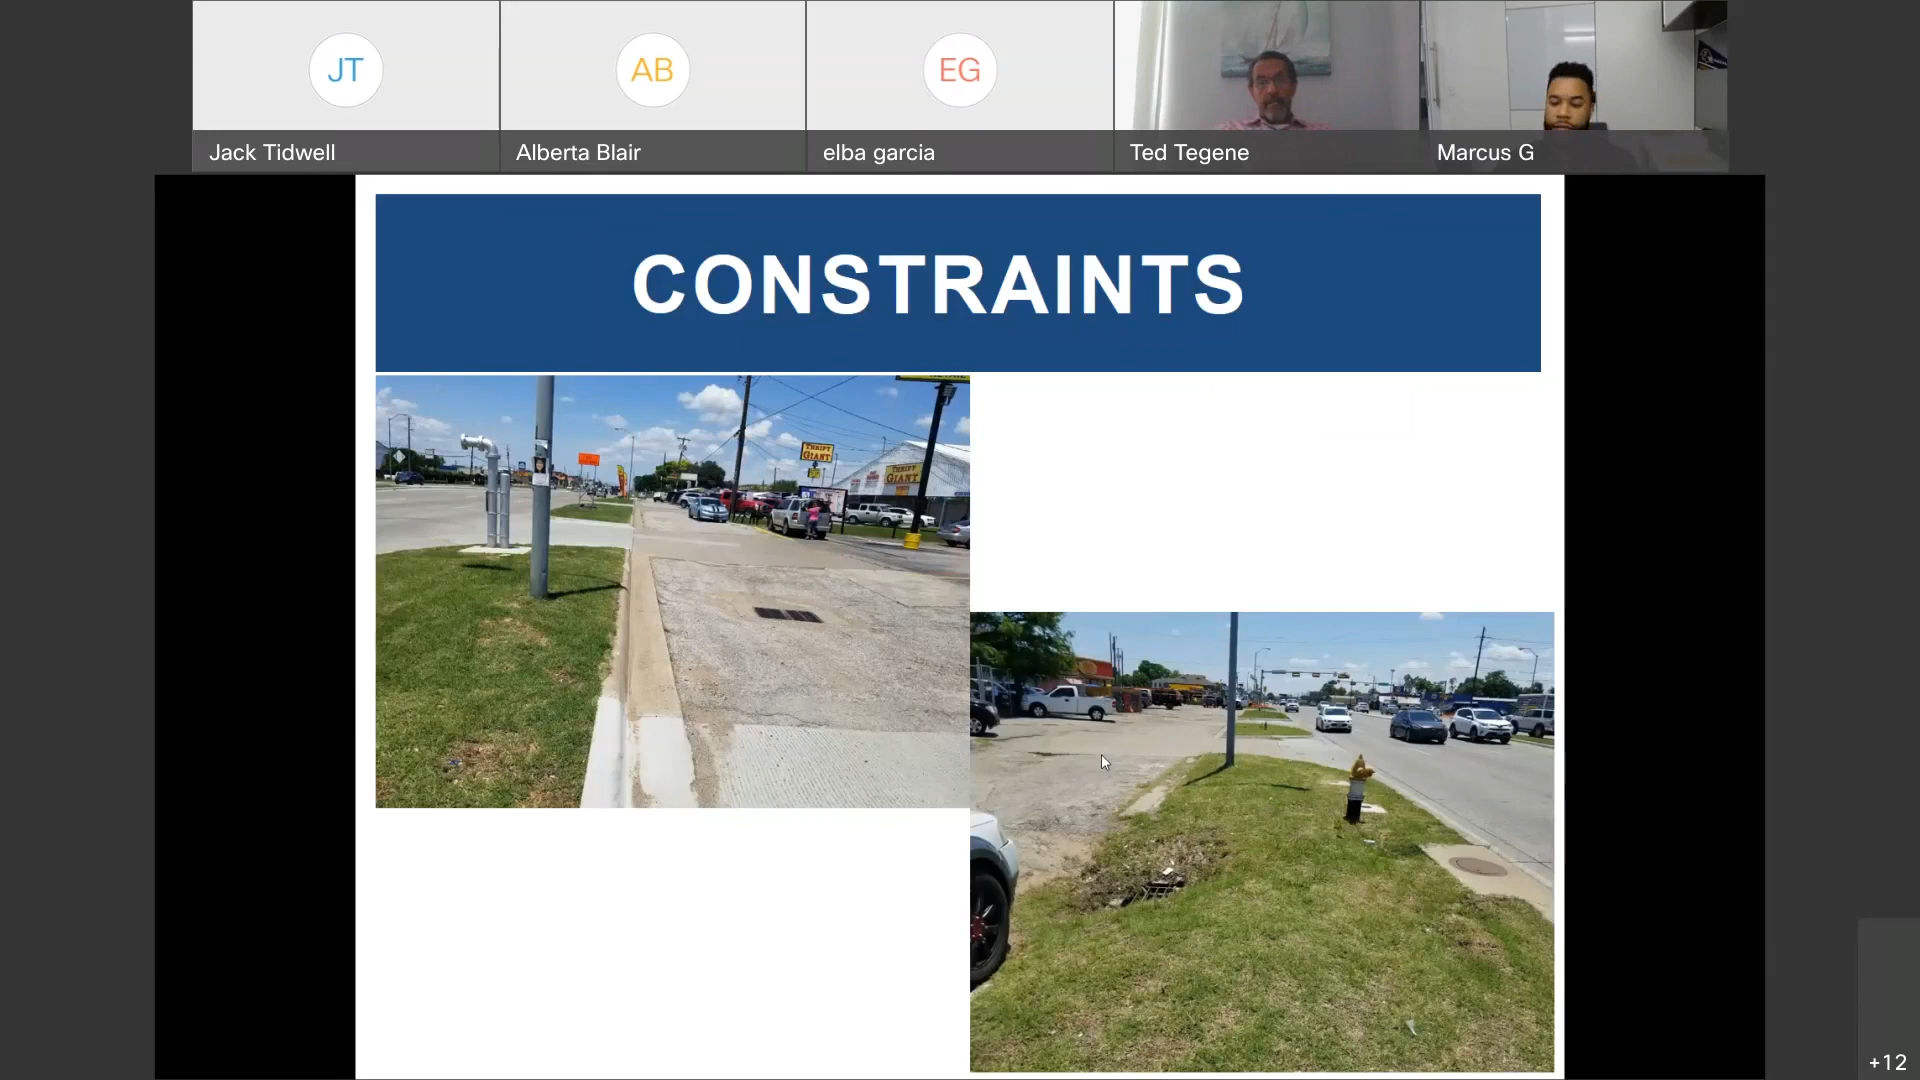 JT
AB
EG
Jack Tidwell
Alberta Blair
elba garcia
Ted Tegene
Marcus G
CONSTRAINTS
THRIFT
GIANT
THRIFT
GIANT
+12